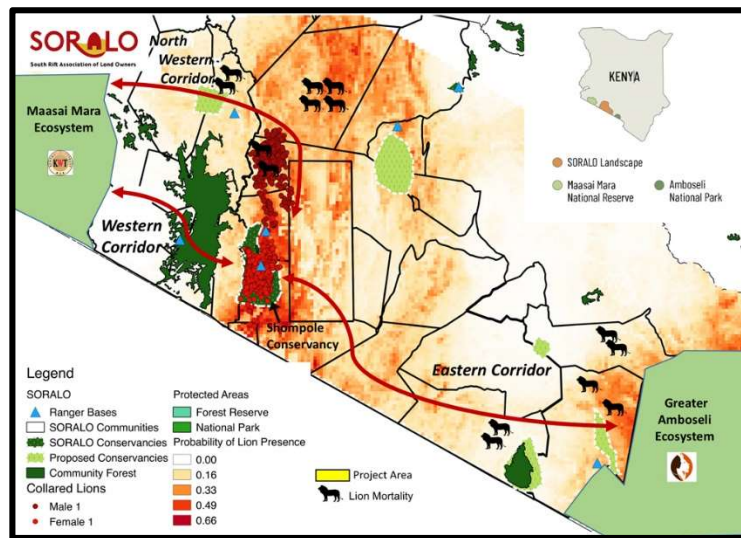 SORALO
South Rift Association of Land Owners
North
Western
Corridor
Maasai Mara
Ecosystem
KWT
Western
Corridor
Shompole
Conservancy
Eastern Corridor
Greater
Amboseli
Ecosystem
KENYA
SORALO Landscape
Maasai Mara
National Reserve
Amboseli
National Park
Legend
SORALO
Ranger Bases
SORALO Communities
SORALO Conservancies
Proposed Conservancies
Community Forest
Collared Lions
Male 1
Female 1
Protected Areas
Forest Reserve
National Park
Probability of Lion Presence
0.00
0.16
0.33
0.49
0.66
Project Area
Lion Mortality